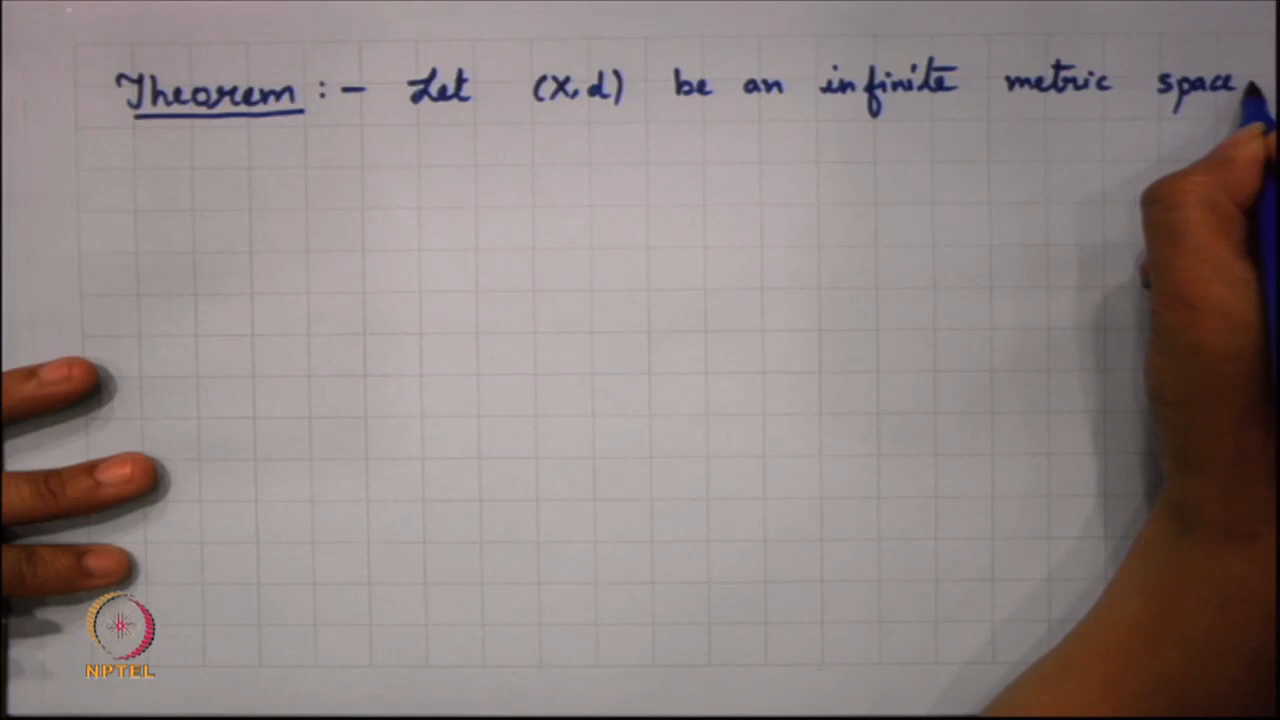 Theorem :- Let (X,d) be an infinite metric space
NPTEL